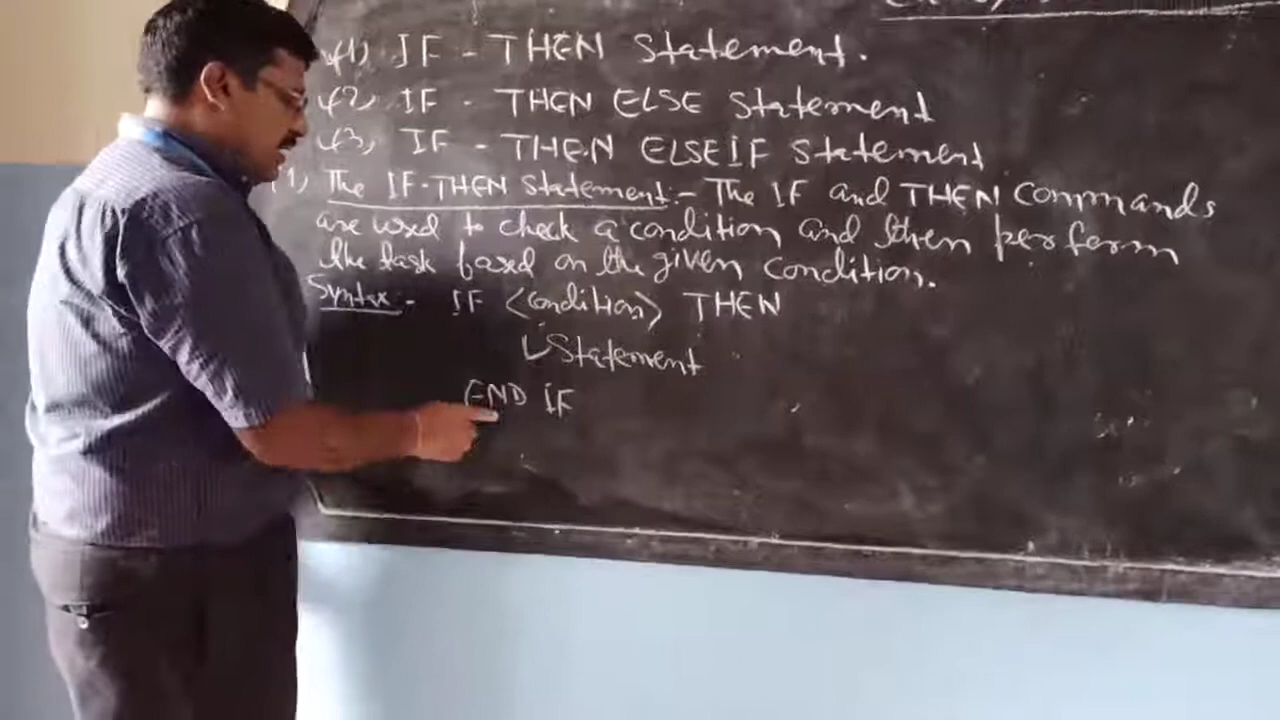 (1) IF - THEN Statement.
(2) IF - THEN ELSE Statement
(3) IF - THEN ELSEIF Statement
1) The IF-THEN Statement:- The IF and THEN Commands
are used to check a condition and then perform
the task based on the given condition.
Syntax:- IF <condition> THEN
Statement
END IF